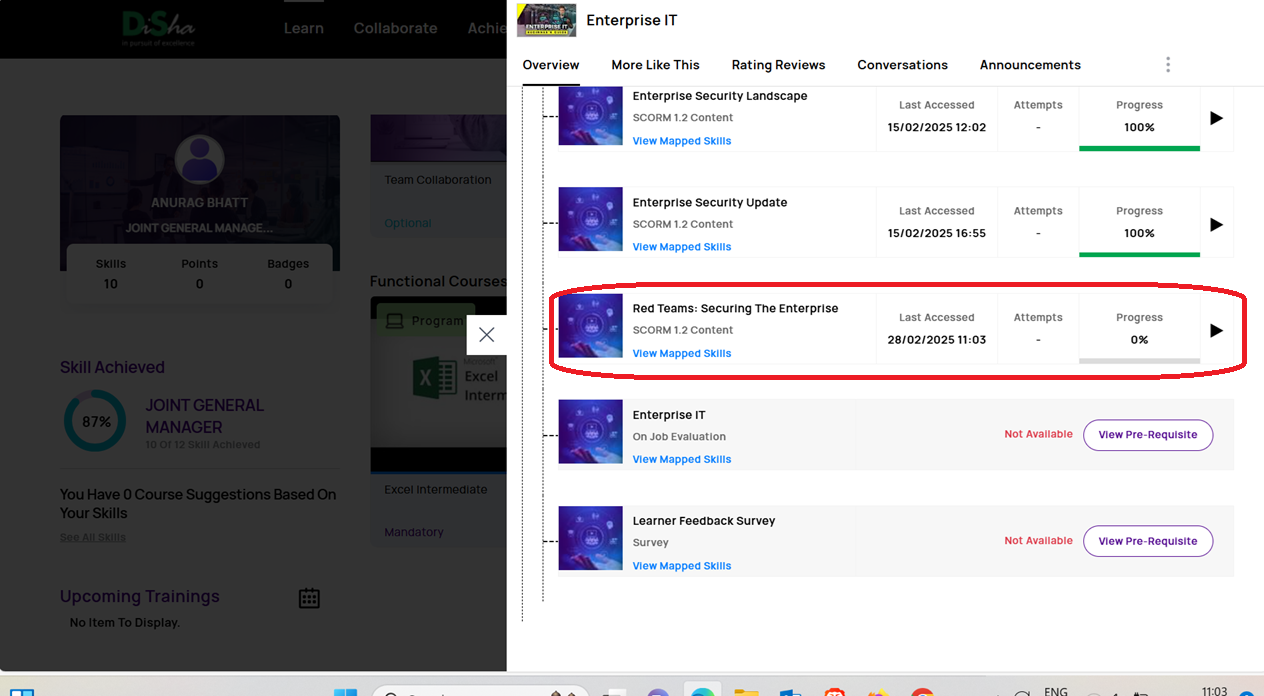 DiSha
in pursuit of excellence
Learn
Collaborate
Achie
ANURAG BHATT
JOINT GENERAL MANAGE...
Skills
Points
Badges
10
0
0
Skill Achieved
87%
JOINT GENERAL
MANAGER
10 Of 12 Skill Achieved
You Have 0 Course Suggestions Based On
Your Skills
See All Skills
Upcoming Trainings
No Item To Display.
Team Collaboration
Optional
Functional Courses
Program
Excel
Interm
Excel Intermediate
Mandatory
ENTERPRISE IT
Enterprise IT
Overview
More Like This
Rating Reviews
Conversations
Announcements
Enterprise Security Landscape
SCORM 1.2 Content
View Mapped Skills
Last Accessed
15/02/2025 12:02
Attempts
-
Progress
100%
Enterprise Security Update
SCORM 1.2 Content
View Mapped Skills
Last Accessed
15/02/2025 16:55
Attempts
-
Progress
100%
Red Teams: Securing The Enterprise
SCORM 1.2 Content
View Mapped Skills
Last Accessed
28/02/2025 11:03
Attempts
-
Progress
0%
Enterprise IT
On Job Evaluation
View Mapped Skills
Not Available
View Pre-Requisite
Learner Feedback Survey
Survey
View Mapped Skills
Not Available
View Pre-Requisite
ENG
11:03